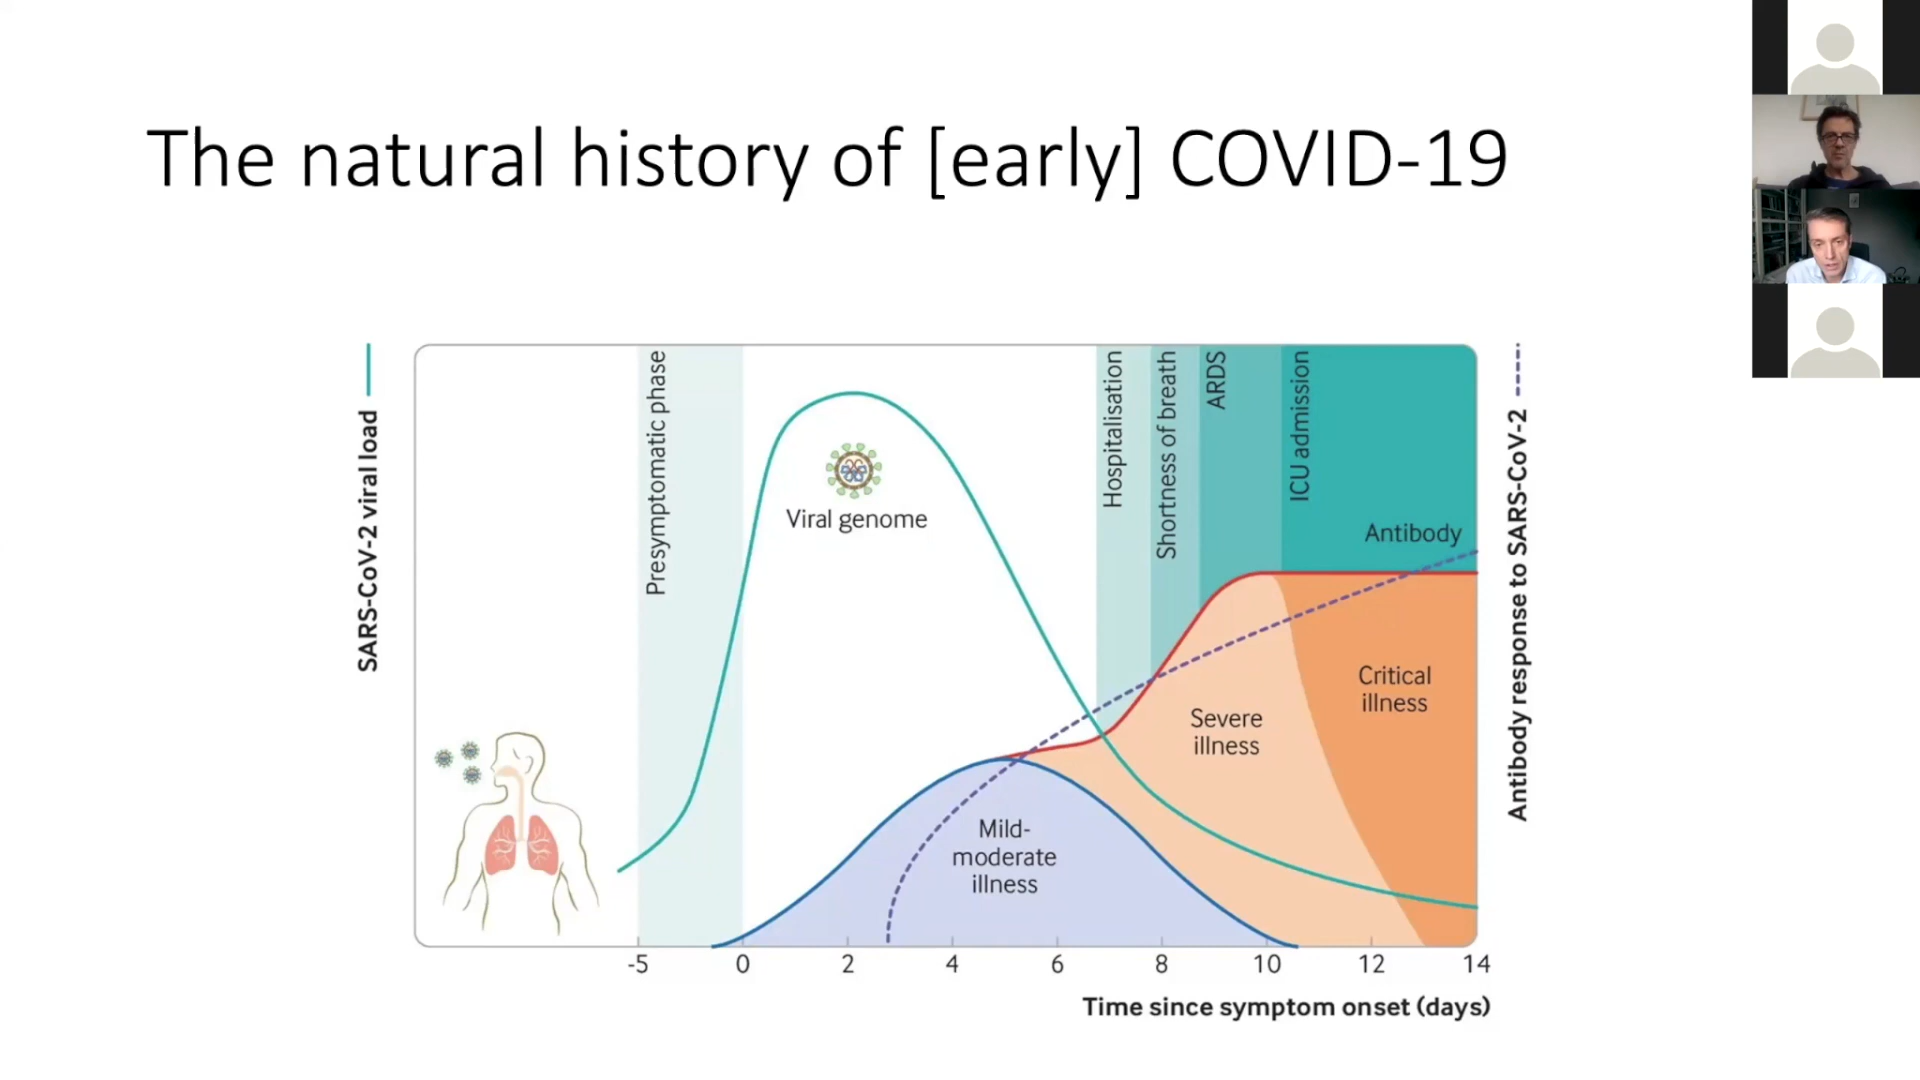 The natural history of [early] COVID-19
SARS-CoV-2 viral load
Presymptomatic phase
Viral genome
Hospitalisation
Shortness of breath
ARDS
ICU admission
Antibody
Antibody response to SARS-CoV-2
Critical
illness
Severe
illness
Mild-
moderate
illness
-5 0 2 4 6 8 10 12 14
Time since symptom onset (days)